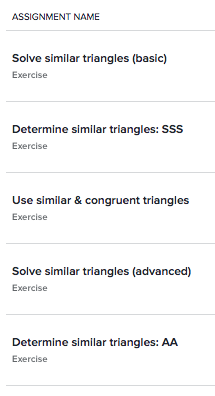 ASSIGNMENT NAME
Solve similar triangles (basic)
Exercise
Determine similar triangles: SSS
Exercise
Use similar & congruent triangles
Exercise
Solve similar triangles (advanced)
Exercise
Determine similar triangles: AA
Exercise